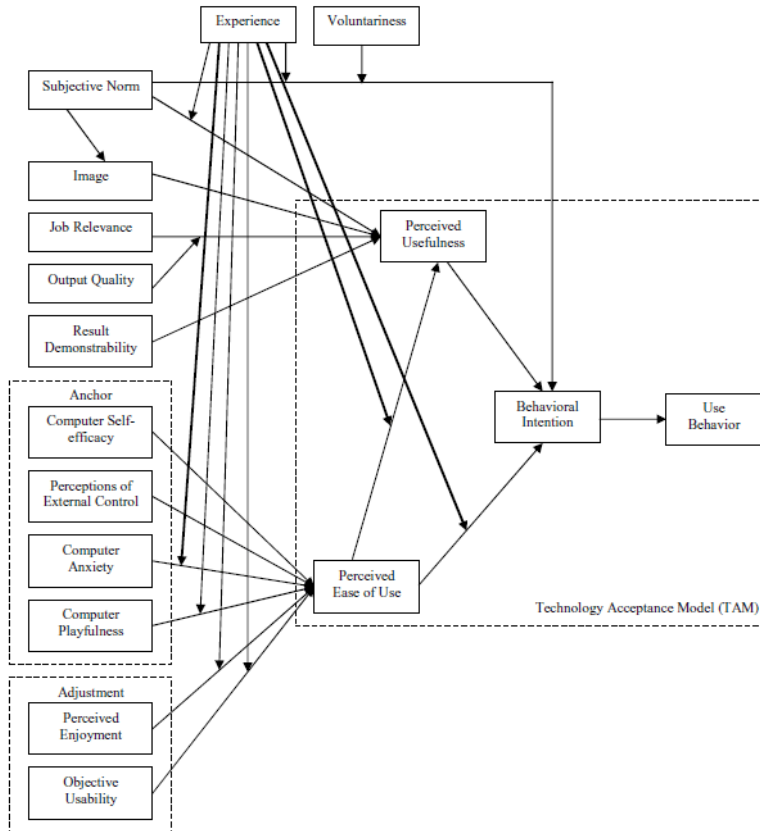 Experience
Voluntariness
Subjective Norm
Image
Job Relevance
Output Quality
Result
Demonstrability
Perceived
Usefulness
Anchor
Computer Self-
efficacy
Perceptions of
External Control
Computer
Anxiety
Computer
Playfulness
Behavioral
Intention
Use
Behavior
Perceived
Ease of Use
Technology Acceptance Model (TAM)
Adjustment
Perceived
Enjoyment
Objective
Usability